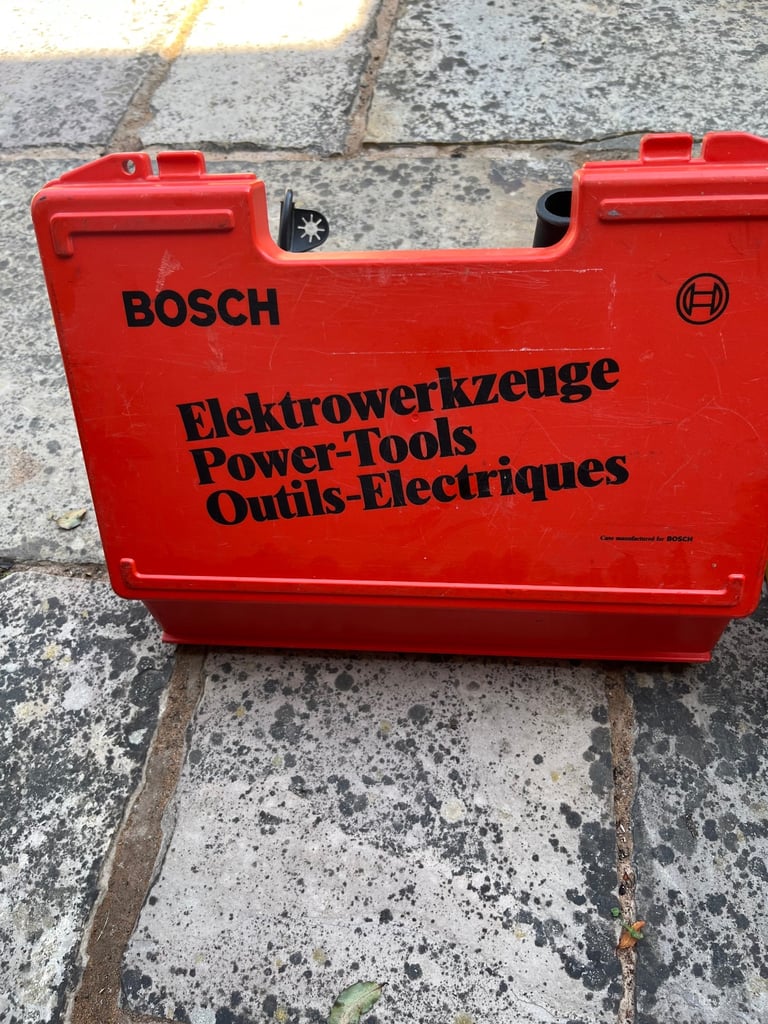 BOSCH
Elektrowerkzeuge
Power-Tools
Outils-Electriques
Case manufactured for BOSCH